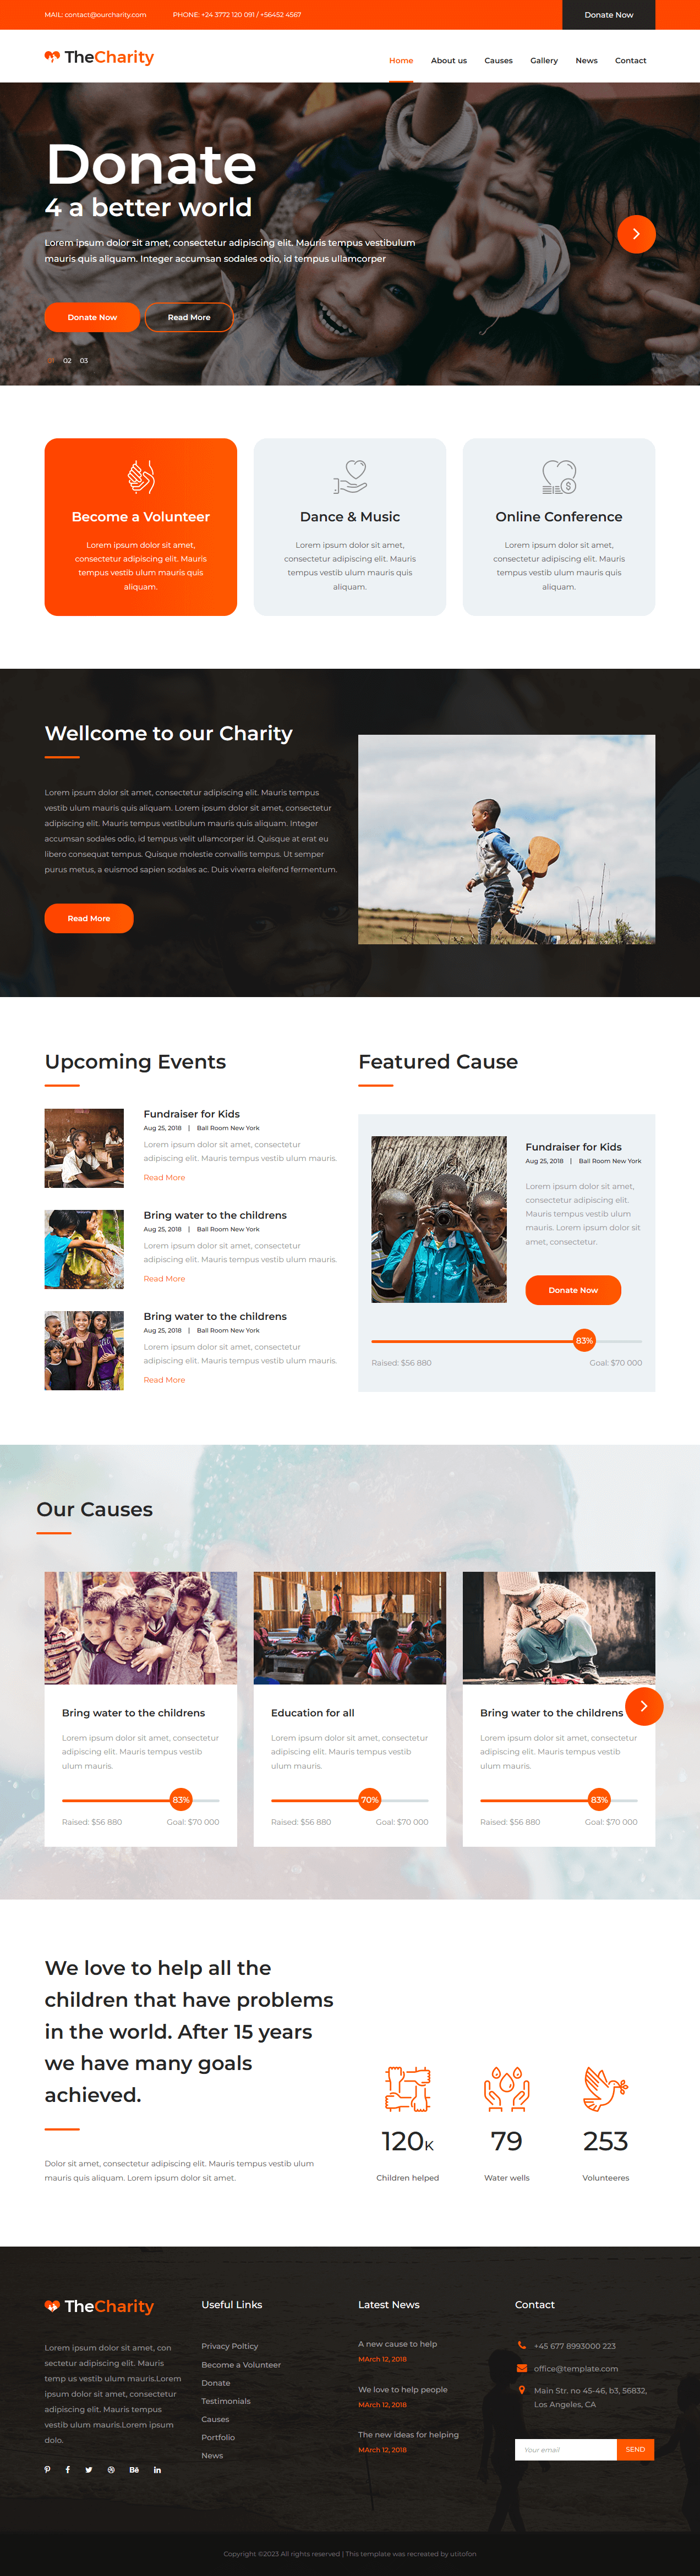 MAIL: contact@ourcharity.com
PHONE: +24 3772 120 091 / +56452 4567
Donate Now
TheCharity
Home
About us
Causes
Gallery
News
Contact
Donate
4 a better world
Lorem ipsum dolor sit amet, consectetur adipiscing elit. Mauris tempus vestibulum
mauris quis aliquam. Integer accumsan sodales odio, id tempus ullamcorper
Donate Now
Read More
01 02 03
Become a Volunteer
Lorem ipsum dolor sit amet,
consectetur adipiscing elit. Mauris
tempus vestib ulum mauris quis
aliquam.
Dance & Music
Lorem ipsum dolor sit amet,
consectetur adipiscing elit. Mauris
tempus vestib ulum mauris quis
aliquam.
Online Conference
Lorem ipsum dolor sit amet,
consectetur adipiscing elit. Mauris
tempus vestib ulum mauris quis
aliquam.
Wellcome to our Charity
Lorem ipsum dolor sit amet, consectetur adipiscing elit. Mauris tempus
vestib ulum mauris quis aliquam. Lorem ipsum dolor sit amet, consectetur
adipiscing elit. Mauris tempus vestibulum mauris quis aliquam. Integer
accumsan sodales odio, id tempus velit ullamcorper id. Quisque at erat eu
libero consequat tempus. Quisque molestie convallis tempus. Ut semper
purus metus, a euismod sapien sodales ac. Duis viverra eleifend fermentum.
Read More
Upcoming Events
Fundraiser for Kids
Aug 25, 2018 | Ball Room New York
Lorem ipsum dolor sit amet, consectetur
adipiscing elit. Mauris tempus vestib ulum mauris.
Read More
Bring water to the childrens
Aug 25, 2018 | Ball Room New York
Lorem ipsum dolor sit amet, consectetur
adipiscing elit. Mauris tempus vestib ulum mauris.
Read More
Bring water to the childrens
Aug 25, 2018 | Ball Room New York
Lorem ipsum dolor sit amet, consectetur
adipiscing elit. Mauris tempus vestib ulum mauris.
Read More
Featured Cause
Fundraiser for Kids
Aug 25, 2018 | Ball Room New York
Lorem ipsum dolor sit amet,
consectetur adipiscing elit.
Mauris tempus vestib ulum
mauris. Lorem ipsum dolor sit
amet, consectetur.
Donate Now
83%
Raised: $56 880
Goal: $70 000
Our Causes
Bring water to the childrens
Lorem ipsum dolor sit amet, consectetur
adipiscing elit. Mauris tempus vestib
ulum mauris.
83%
Raised: $56 880
Goal: $70 000
Education for all
Lorem ipsum dolor sit amet, consectetur
adipiscing elit. Mauris tempus vestib
ulum mauris.
70%
Raised: $56 880
Goal: $70 000
Bring water to the childrens
Lorem ipsum dolor sit amet, consectetur
adipiscing elit. Mauris tempus vestib
ulum mauris.
83%
Raised: $56 880
Goal: $70 000
We love to help all the
children that have problems
in the world. After 15 years
we have many goals
achieved.
Dolor sit amet, consectetur adipiscing elit. Mauris tempus vestib ulum
mauris quis aliquam. Lorem ipsum dolor sit amet.
120K
Children helped
79
Water wells
253
Volunteeres
TheCharity
Lorem ipsum dolor sit amet, con
sectetur adipiscing elit. Mauris
temp us vestib ulum mauris.Lorem
ipsum dolor sit amet, consectetur
adipiscing elit. Mauris tempus
vestib ulum mauris.Lorem ipsum
dolo.
Useful Links
Privacy Polticy
Become a Volunteer
Donate
Testimonials
Causes
Portfolio
News
Latest News
A new cause to help
MArch 12, 2018
We love to help people
MArch 12, 2018
The new ideas for helping
MArch 12, 2018
Contact
+45 677 8993000 223
office@template.com
Main Str. no 45-46, b3, 56832,
Los Angeles, CA
Your email
SEND
Copyright ©2023 All rights reserved | This template was recreated by utitofon